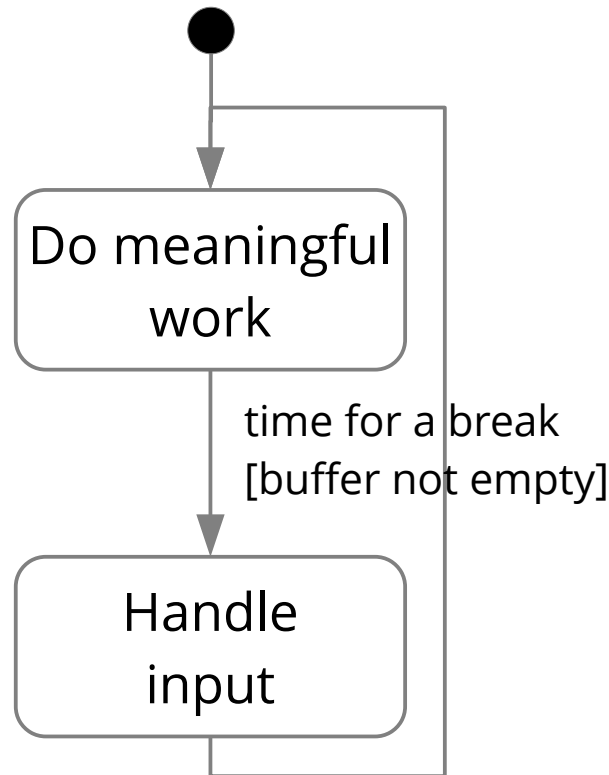 Do meaningful
work
time for a break
[buffer not empty]
Handle
input